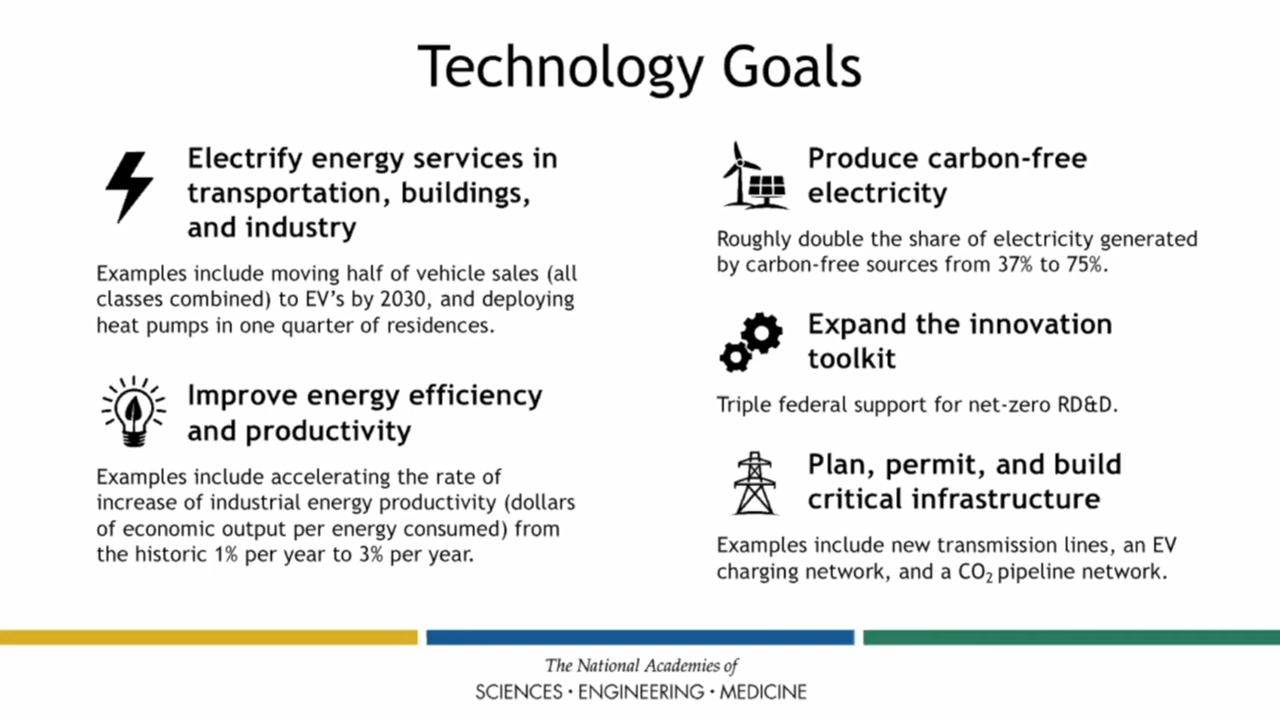 Technology Goals
Electrify energy services in
transportation, buildings,
and industry
Examples include moving half of vehicle sales (all
classes combined) to EV’s by 2030, and deploying
heat pumps in one quarter of residences.
Improve energy efficiency
and productivity
Examples include accelerating the rate of
increase of industrial energy productivity (dollars
of economic output per energy consumed) from
the historic 1% per year to 3% per year.
Produce carbon-free
electricity
Roughly double the share of electricity generated
by carbon-free sources from 37% to 75%.
Expand the innovation
toolkit
Triple federal support for net-zero RD&D.
Plan, permit, and build
critical infrastructure
Examples include new transmission lines, an EV
charging network, and a CO₂ pipeline network.
The National Academies of
SCIENCES · ENGINEERING · MEDICINE